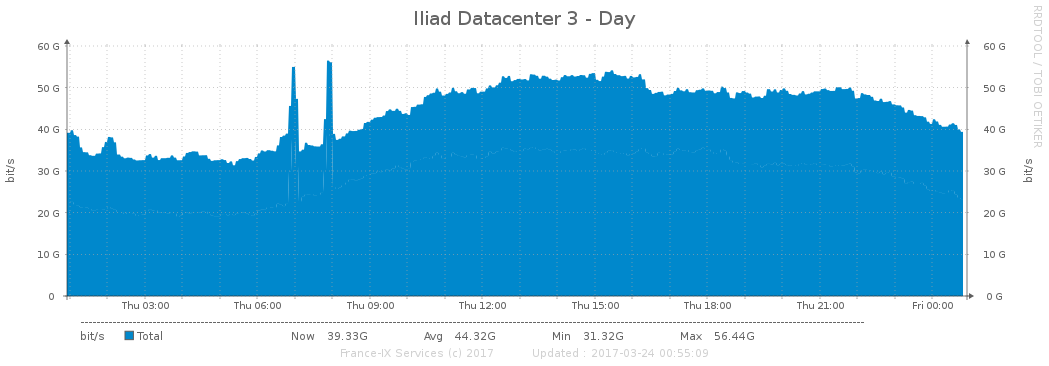 Iliad Datacenter 3 - Day
RRDTOOL / TOBI OETIKER
bit/s
60 G
50 G
40 G
30 G
20 G
10 G
0
60 G
50 G
40 G
30 G
20 G
10 G
0 G
bit/s
Thu 03:00 Thu 06:00 Thu 09:00 Thu 12:00 Thu 15:00 Thu 18:00 Thu 21:00 Fri 00:00
bit/s Total Now 39.33G Avg 44.32G Min 31.32G Max 56.44G
France-IX Services (c) 2017 Updated : 2017-03-24 00:55:09